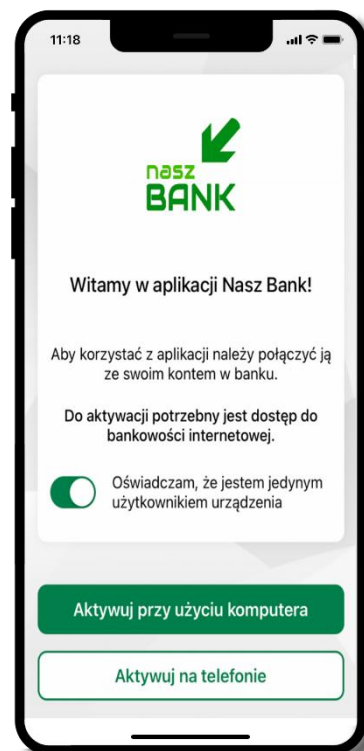 11:18
nasz
BANK
Witamy w aplikacji Nasz Bank!
Aby korzystać z aplikacji należy połączyć ją
ze swoim kontem w banku.
Do aktywacji potrzebny jest dostęp do
bankowości internetowej.
Oświadczam, że jestem jedynym
użytkownikiem urządzenia
Aktywuj przy użyciu komputera
Aktywuj na telefonie